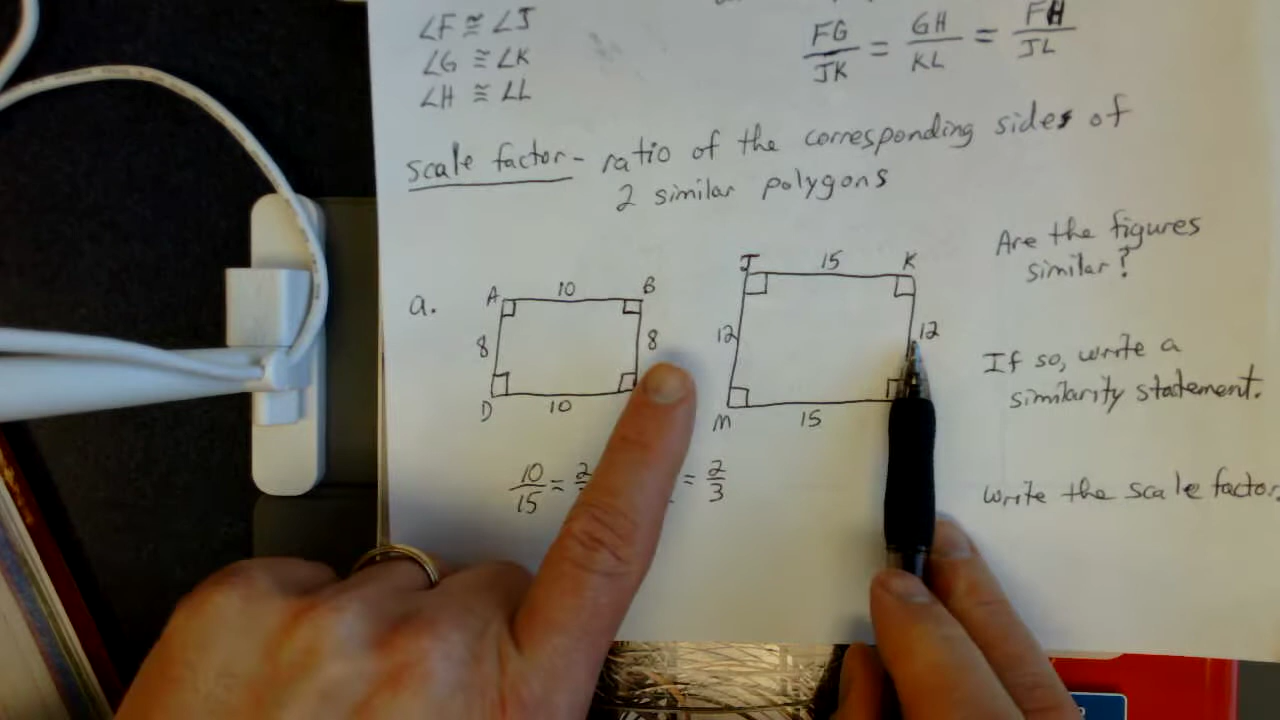 ∠F ≅ ∠J
∠G ≅ ∠K
∠H ≅ ∠L
FG/JK = GH/KL = FH/JL
scale factor - ratio of the corresponding sides of
2 similar polygons
a.
A 10 B
8 8
D 10
J 15 K
12 12
M 15
10/15 = 2
= 2/3
Are the figures
similar?
If so, write a
similarity statement.
Write the scale factor.